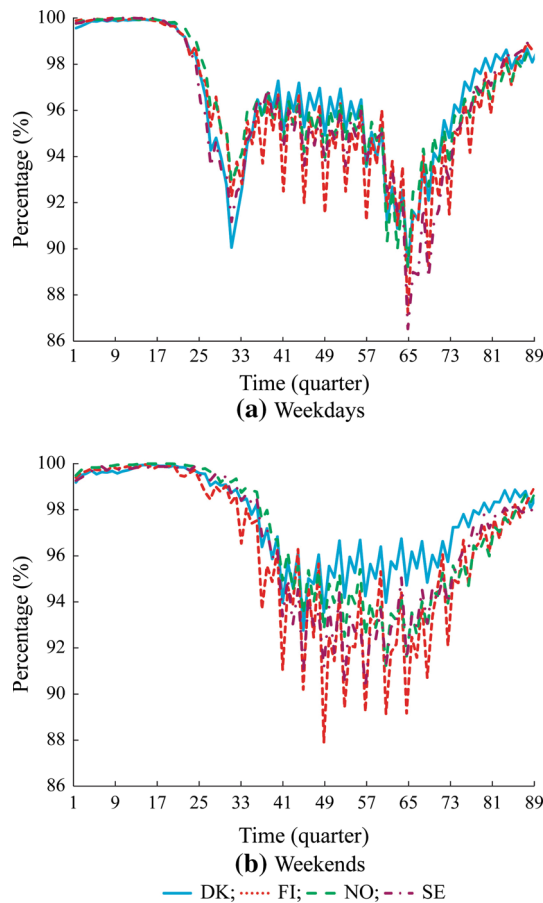 100
98
96
94
92
90
88
86
Percentage (%)
1 9 17 25 33 41 49 57 65 73 81 89
Time (quarter)
(a) Weekdays
100
98
96
94
92
90
88
86
Percentage (%)
1 9 17 25 33 41 49 57 65 73 81 89
Time (quarter)
(b) Weekends
DK; FI; NO; SE